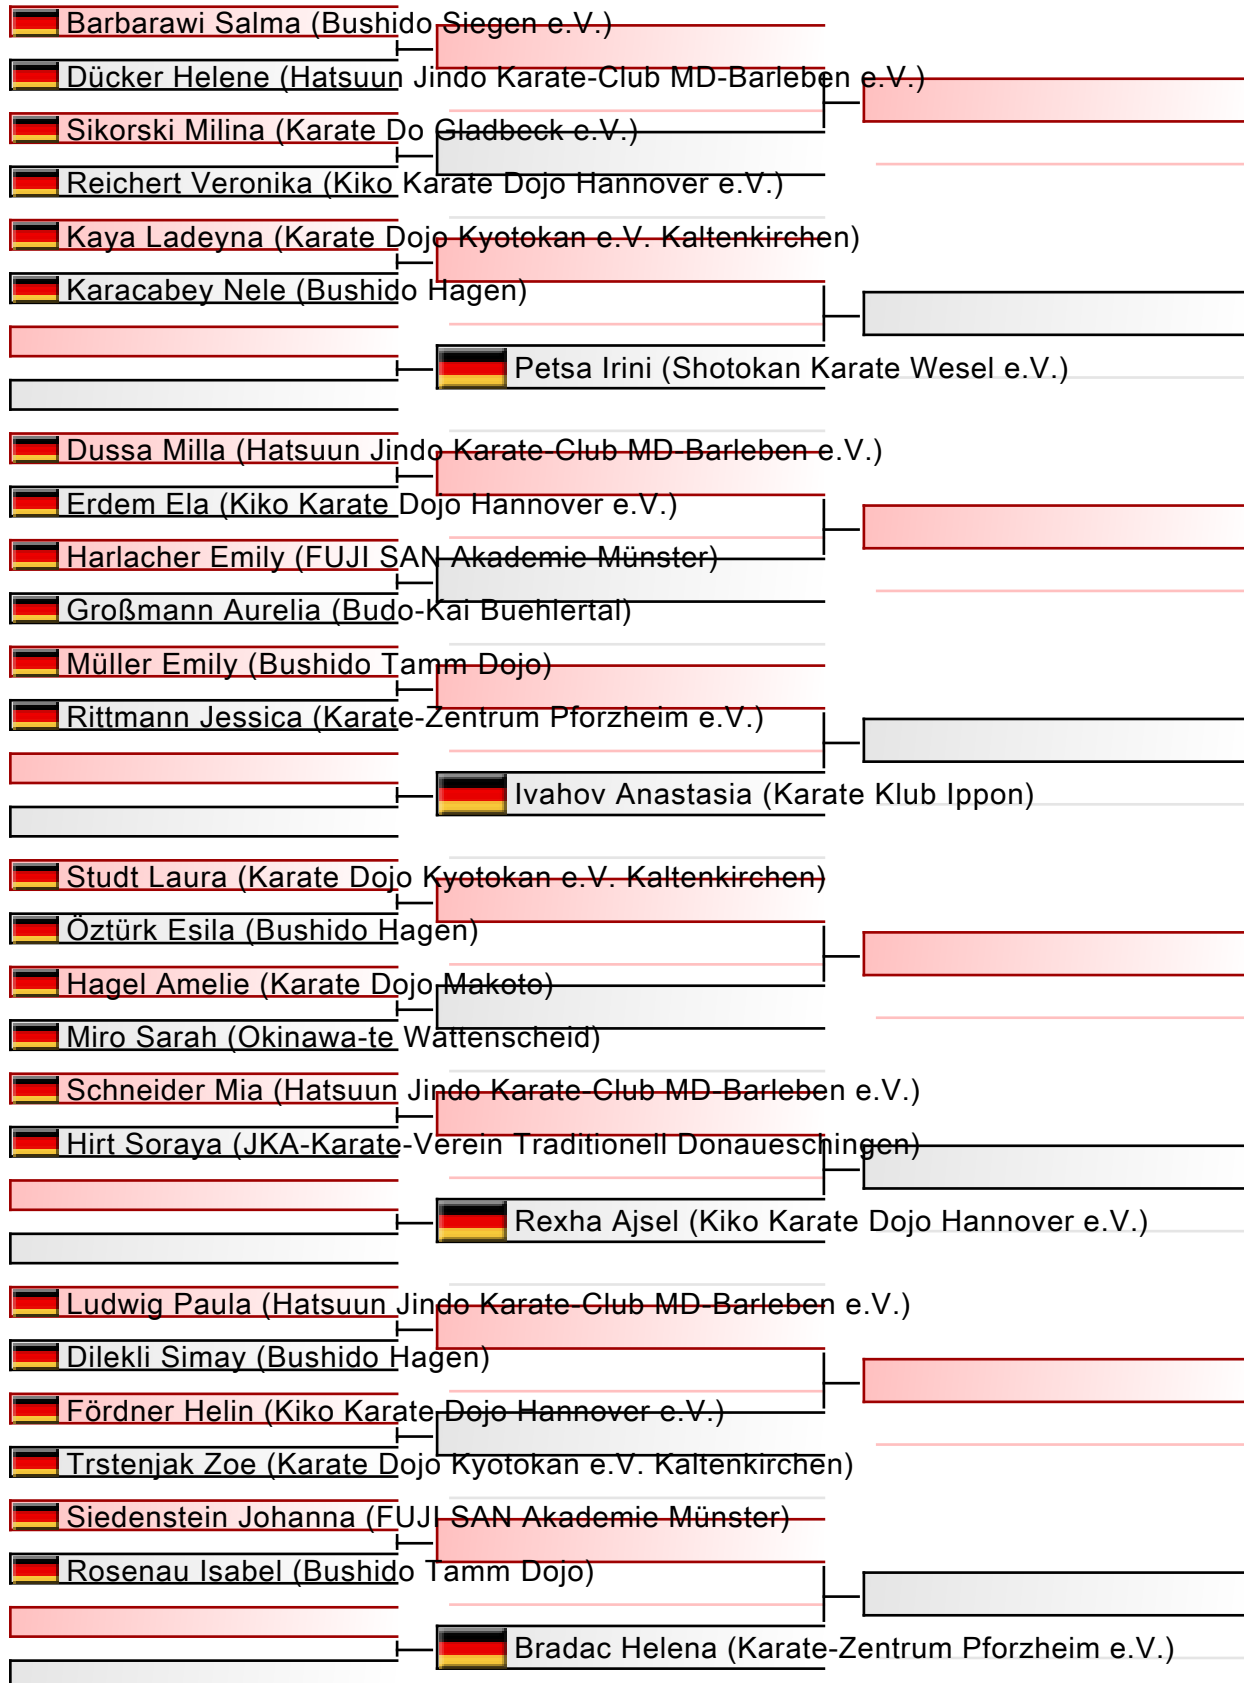 Barbarawi Salma (Bushido Siegen e.V.)
Dücker Helene (Hatsuun Jindo Karate-Club MD-Barleben e.V.)
Sikorski Milina (Karate Do Gladbeck e.V.)
Reichert Veronika (Kiko Karate Dojo Hannover e.V.)
Kaya Ladeyna (Karate Dojo Kyotokan e.V. Kaltenkirchen)
Karacabey Nele (Bushido Hagen)
Petsa Irini (Shotokan Karate Wesel e.V.)
Dussa Milla (Hatsuun Jindo Karate-Club MD-Barleben e.V.)
Erdem Ela (Kiko Karate Dojo Hannover e.V.)
Harlacher Emily (FUJI SAN Akademie Münster)
Großmann Aurelia (Budo-Kai Buehlertal)
Müller Emily (Bushido Tamm Dojo)
Rittmann Jessica (Karate-Zentrum Pforzheim e.V.)
Ivahov Anastasia (Karate Klub Ippon)
Studt Laura (Karate Dojo Kyotokan e.V. Kaltenkirchen)
Öztürk Esila (Bushido Hagen)
Hagel Amelie (Karate Dojo Makoto)
Miro Sarah (Okinawa-te Wattenscheid)
Schneider Mia (Hatsuun Jindo Karate-Club MD-Barleben e.V.)
Hirt Soraya (JKA-Karate-Verein Traditionell Donaueschingen)
Rexha Ajsel (Kiko Karate Dojo Hannover e.V.)
Ludwig Paula (Hatsuun Jindo Karate-Club MD-Barleben e.V.)
Dilekli Simay (Bushido Hagen)
Fördner Helin (Kiko Karate Dojo Hannover e.V.)
Trstenjak Zoe (Karate Dojo Kyotokan e.V. Kaltenkirchen)
Siedenstein Johanna (FUJI SAN Akademie Münster)
Rosenau Isabel (Bushido Tamm Dojo)
Bradac Helena (Karate-Zentrum Pforzheim e.V.)